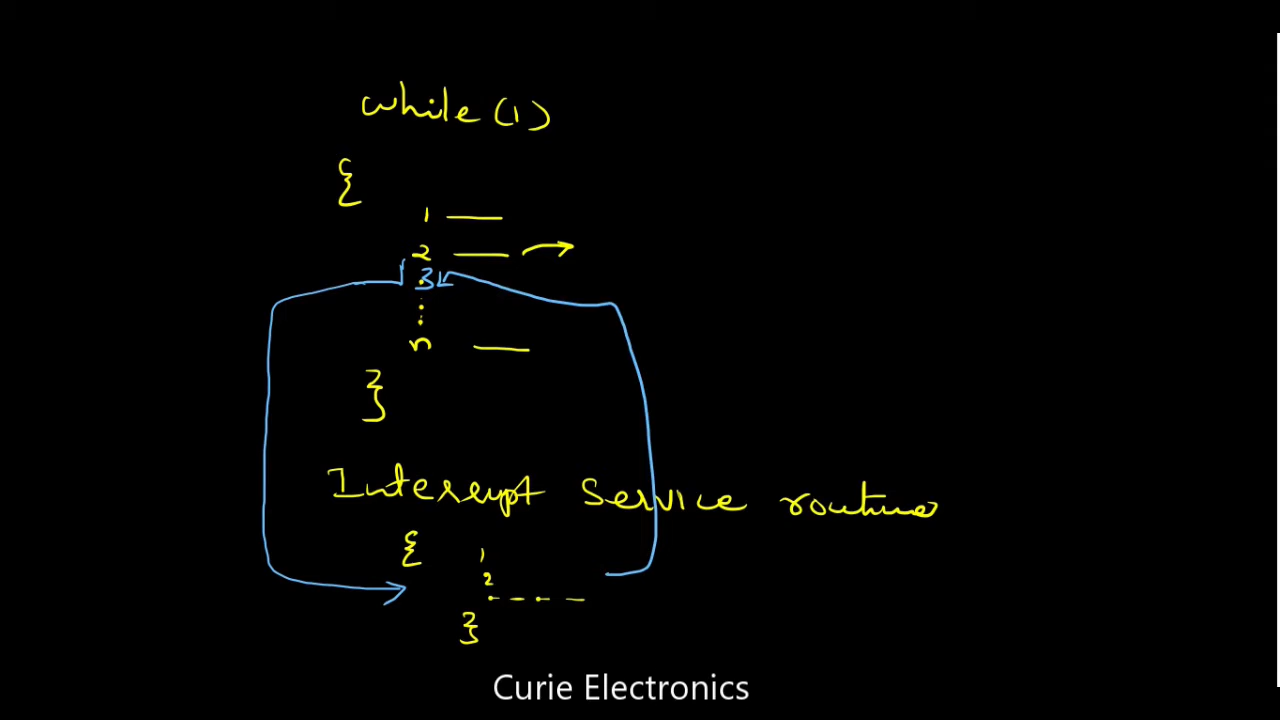 while (1)
{
1 —
2 — →
3
⋮
n —
}
Interrupt Service routine
{ 1
2
. - . -
}
Curie Electronics